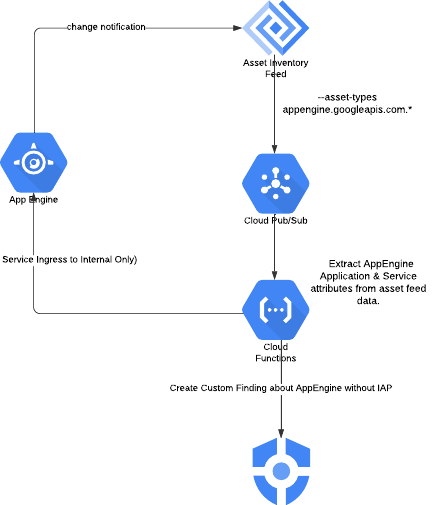 change notification
Asset Inventory
Feed
--asset-types
appengine.googleapis.com.*
App Engine
Cloud Pub/Sub
Service Ingress to Internal Only)
Extract AppEngine
Application & Service
attributes from asset feed
data.
Cloud
Functions
Create Custom Finding about AppEngine without IAP